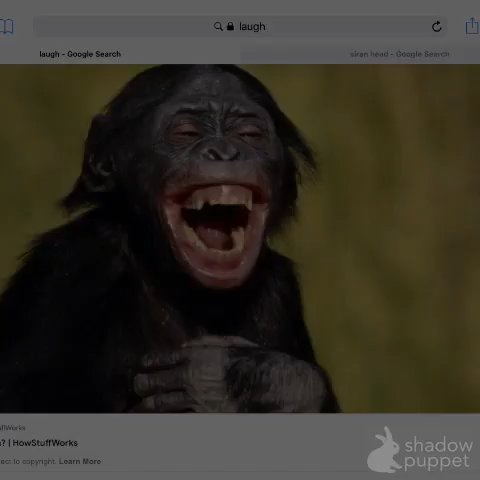 laugh
laugh - Google Search
siran head - Google Search
ffWorks
? | HowStuffWorks
ect to copyright. Learn More
shadow
puppet